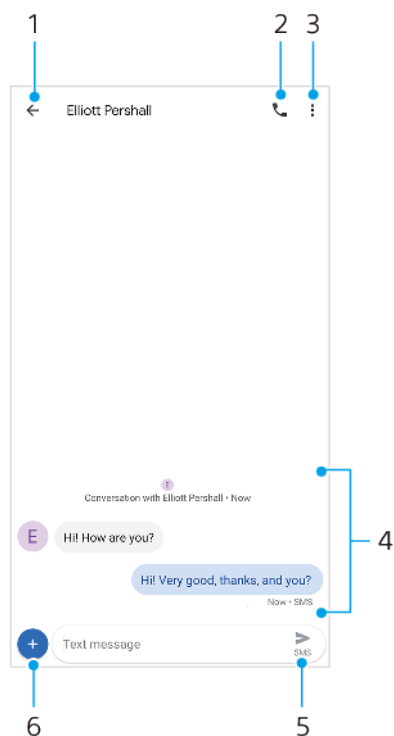 1 2 3
Elliott Pershall
E
Conversation with Elliott Pershall • Now
4
E Hi! How are you?
Hi! Very good, thanks, and you?
Now • SMS
+ Text message
SMS
6 5